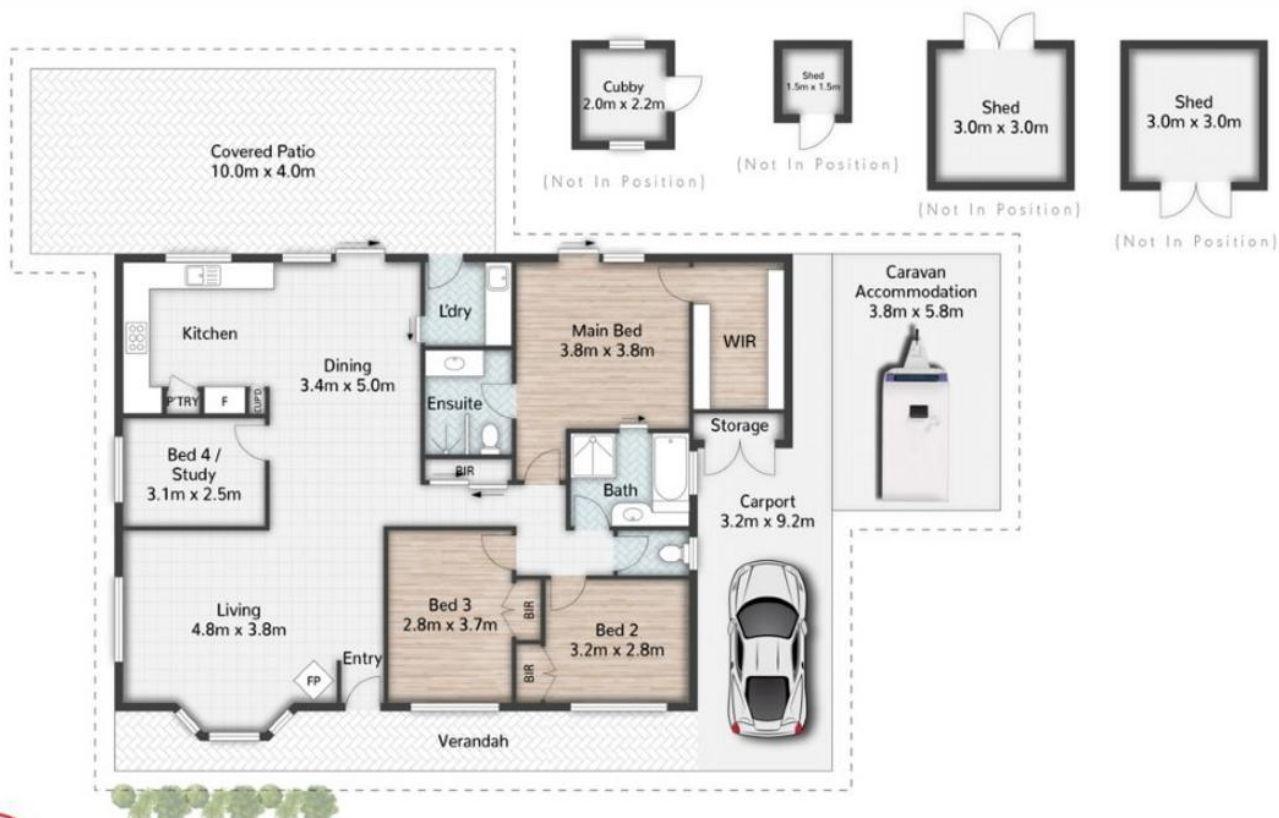 Cubby
2.0m x 2.2m
(Not In Position)
Shed
1.5m x 1.5m
(Not In Position)
Shed
3.0m x 3.0m
(Not In Position)
Shed
3.0m x 3.0m
(Not In Position)
Covered Patio
10.0m x 4.0m
Caravan
Accommodation
3.8m x 5.8m
Kitchen
L'dry
Main Bed
3.8m x 3.8m
WIR
Dining
3.4m x 5.0m
P'TRY
F
CUP'D
Ensuite
Storage
Bed 4 /
Study
3.1m x 2.5m
BIR
Bath
Carport
3.2m x 9.2m
Living
4.8m x 3.8m
Bed 3
2.8m x 3.7m
BIR
Bed 2
3.2m x 2.8m
BIR
Entry
FP
Verandah